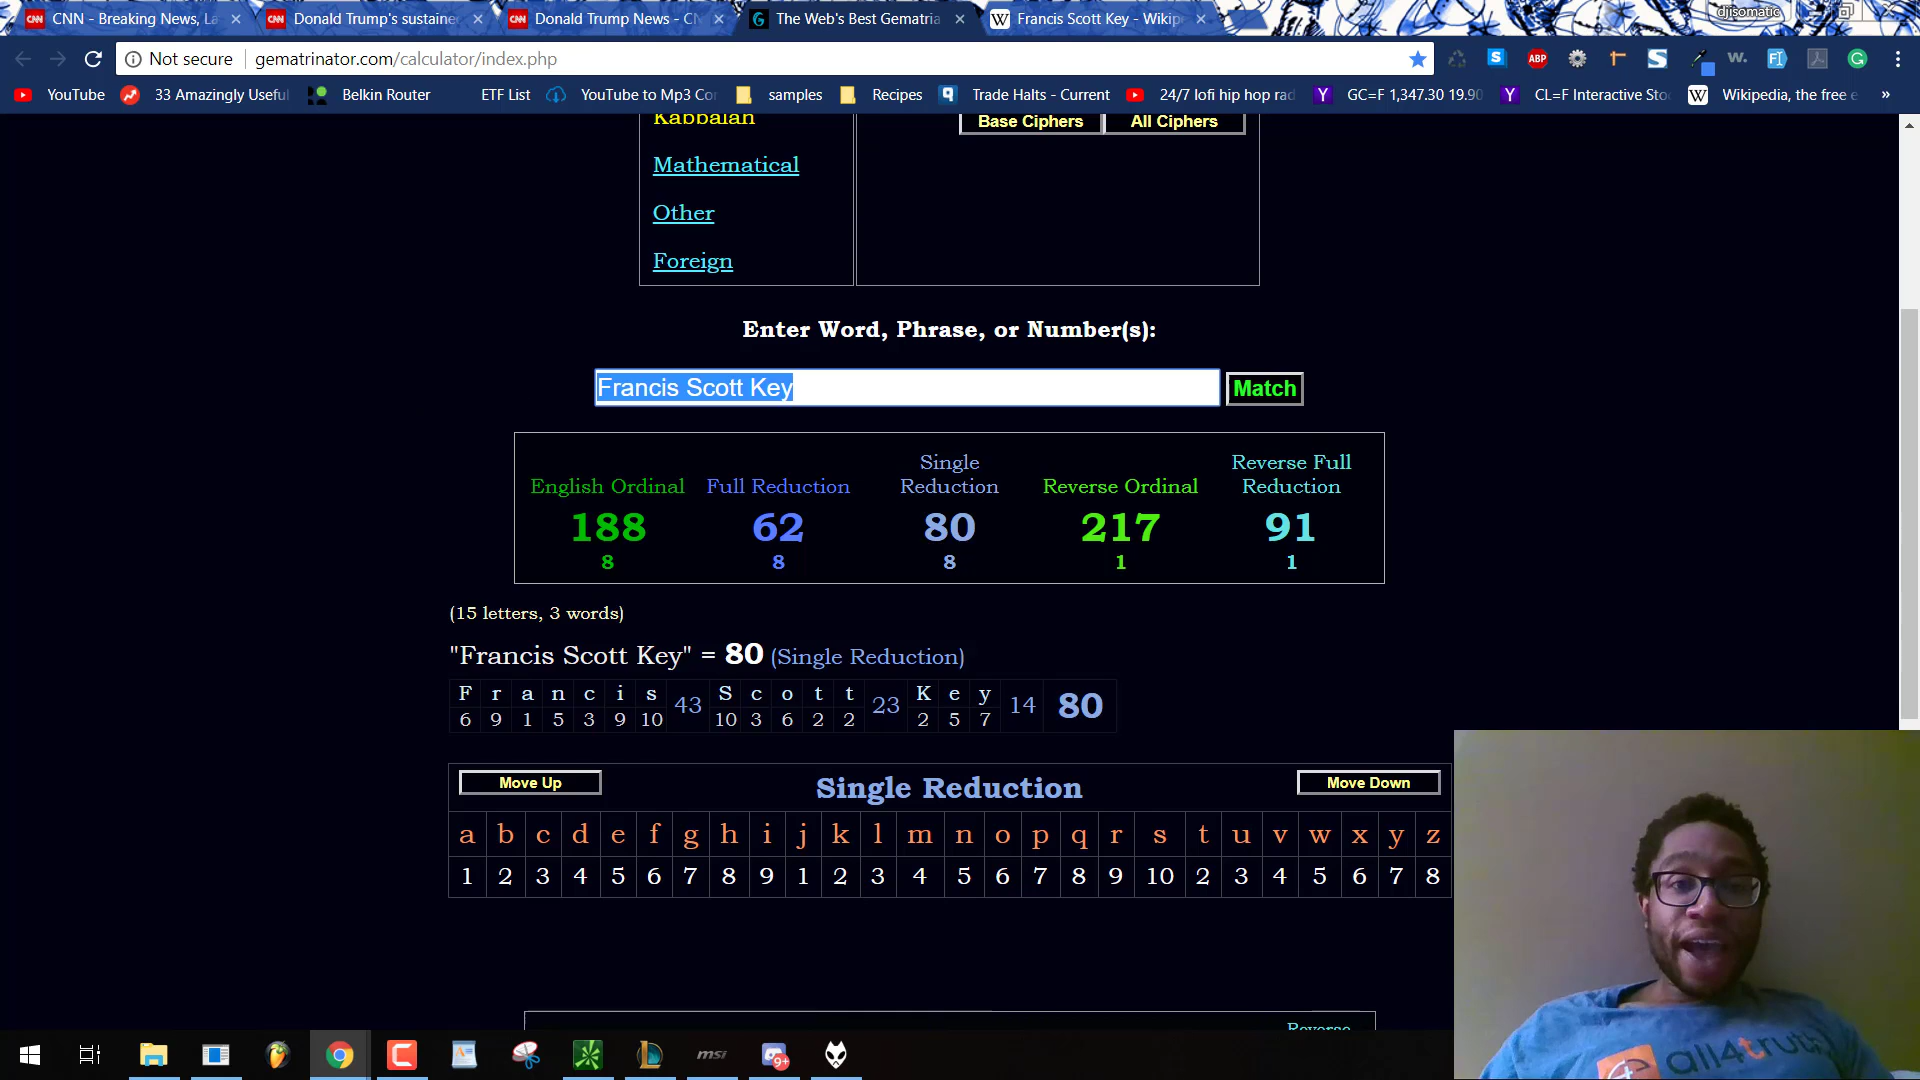 CNN - Breaking News, La
Donald Trump's sustaine
Donald Trump News - CN
The Web's Best Gematria
Francis Scott Key - Wikip
djisomatic
Not secure
gematrinator.com/calculator/index.php
YouTube
33 Amazingly Useful
Belkin Router
ETF List
YouTube to Mp3 Co
samples
Recipes
Trade Halts - Current
24/7 lofi hip hop rad
GC=F 1,347.30 19.90
CL=F Interactive Sto
Wikipedia, the free e
»
Kabbalah
Base Ciphers
All Ciphers
Mathematical
Other
Foreign
Enter Word, Phrase, or Number(s):
Francis Scott Key
Match
English Ordinal
Full Reduction
Single Reduction
Reverse Ordinal
Reverse Full Reduction
188 62 80 217 91
8 8 8 1 1
(15 letters, 3 words)
"Francis Scott Key" = 80 (Single Reduction)
F r a n c i s 43 S c o t t 23 K e y 14 80
6 9 1 5 3 9 10 10 3 6 2 2 2 5 7
Move Up
Single Reduction
Move Down
a b c d e f g h i j k l m n o p q r s t u v w x y z
1 2 3 4 5 6 7 8 9 1 2 3 4 5 6 7 8 9 10 2 3 4 5 6 7 8
Reverse
msi
9+
all4truth